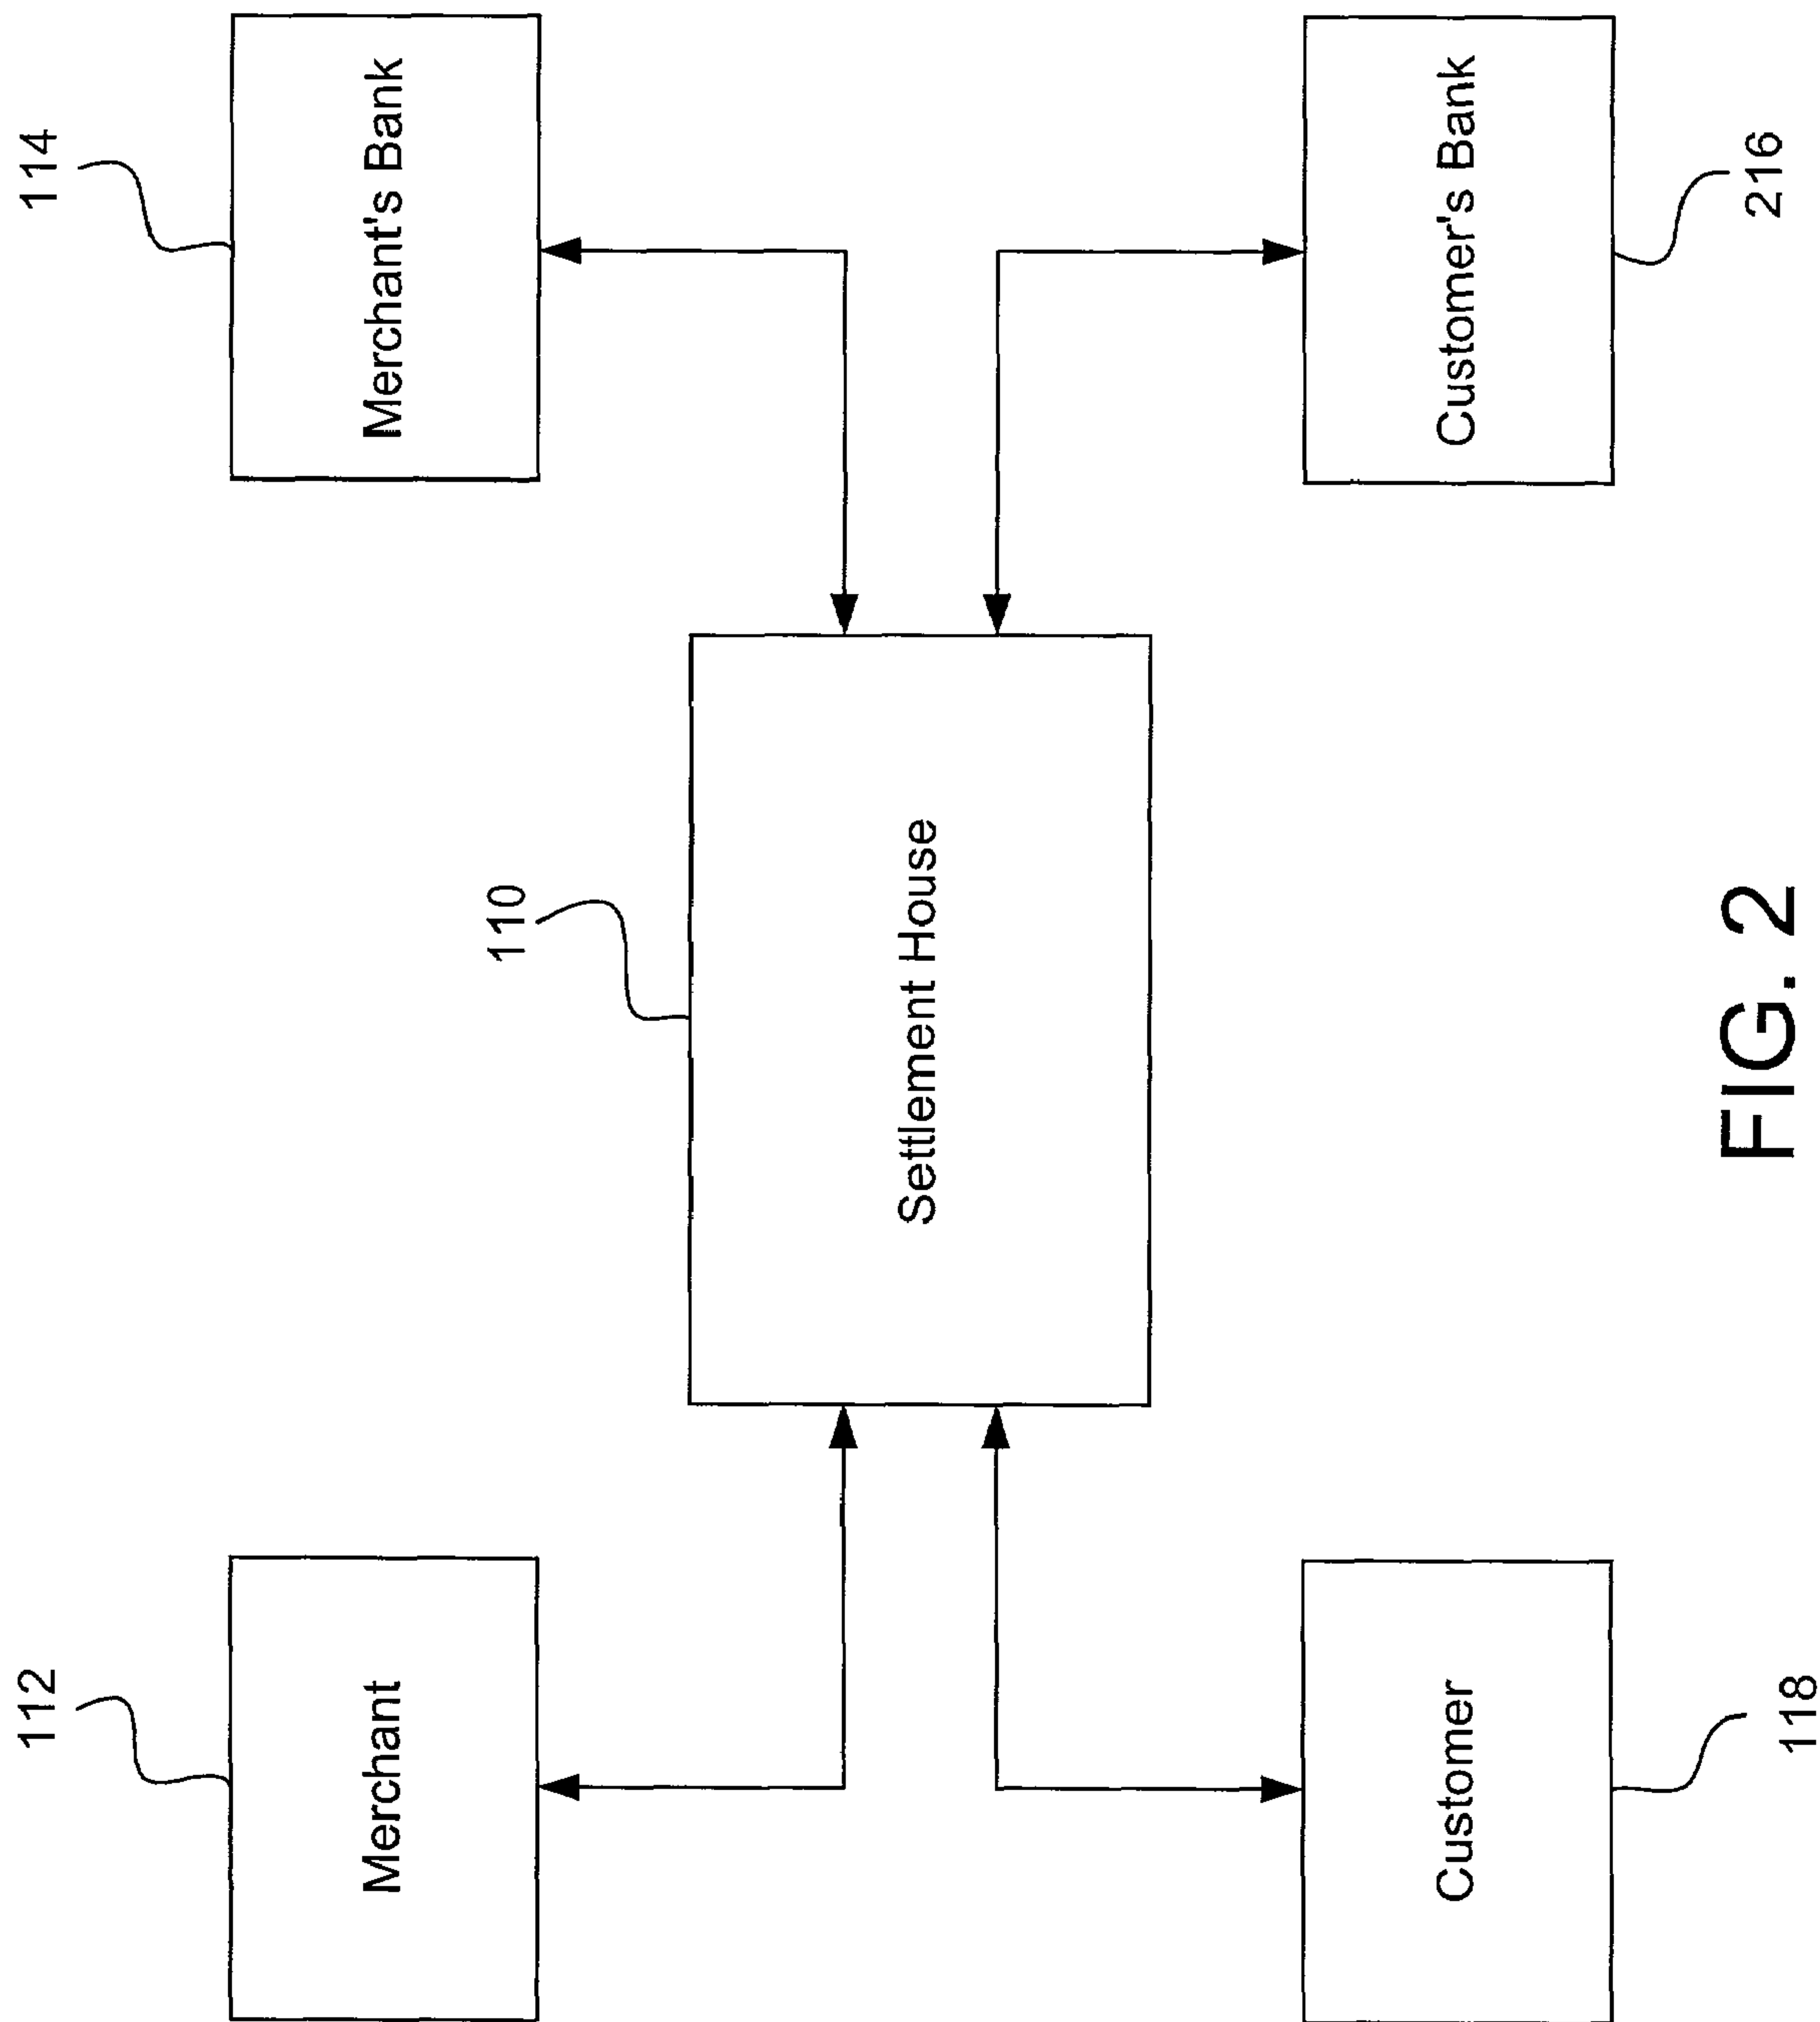 112
114
Merchant
Merchant's Bank
110
Settlement House
Customer
Customer's Bank
118
216
FIG. 2